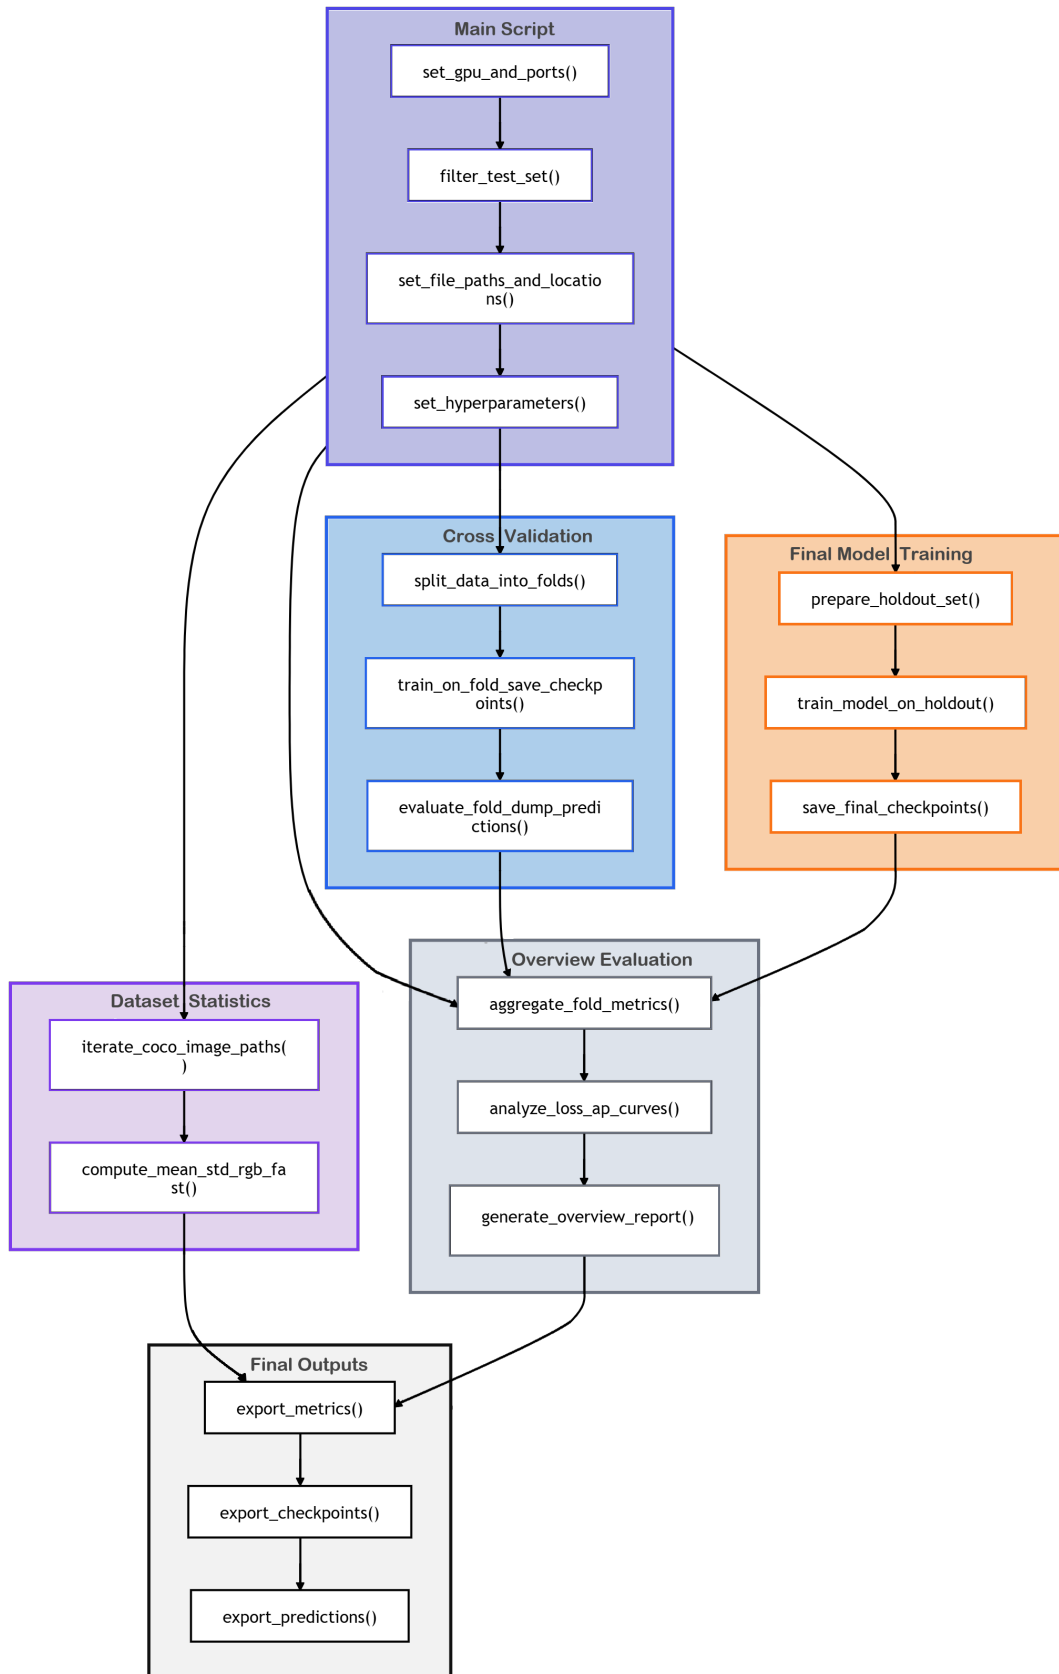 Main Script
set_gpu_and_ports()
filter_test_set()
set_file_paths_and_locatio
ns()
set_hyperparameters()
Cross Validation
split_data_into_folds()
train_on_fold_save_checkp
oints()
evaluate_fold_dump_predi
ctions()
Final Model Training
prepare_holdout_set()
train_model_on_holdout()
save_final_checkpoints()
Overview Evaluation
aggregate_fold_metrics()
analyze_loss_ap_curves()
generate_overview_report()
Dataset Statistics
iterate_coco_image_paths(
)
compute_mean_std_rgb_fa
st()
Final Outputs
export_metrics()
export_checkpoints()
export_predictions()